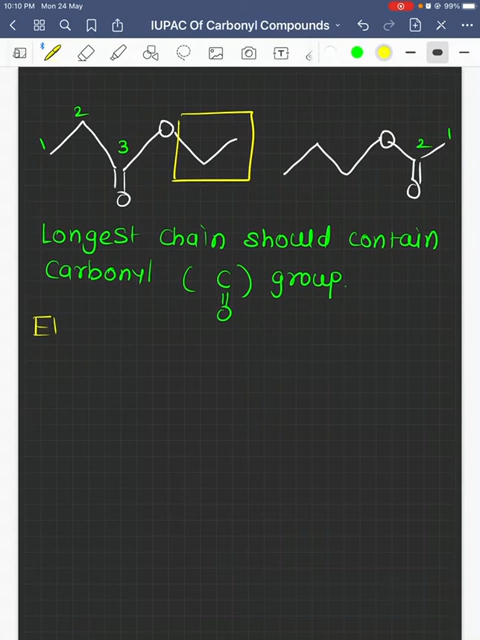 10:10 PM Mon 24 May
99%
IUPAC Of Carbonyl Compounds
T
1 2 3 O O
O 2 1 O
Longest chain should contain
Carbonyl ( C ) group.
O
El